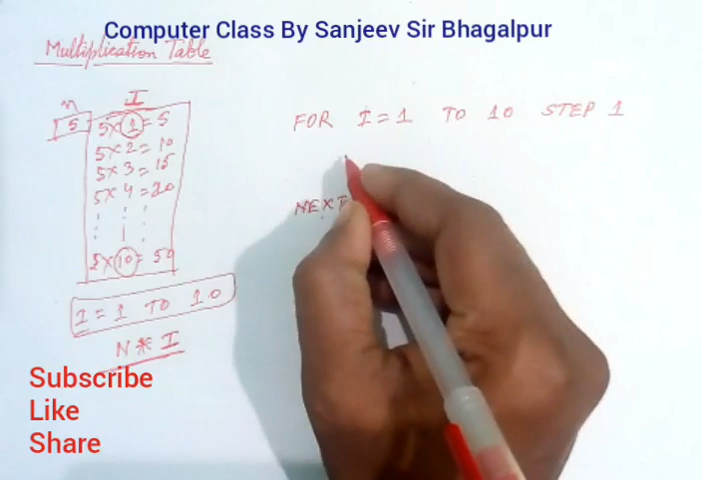 Computer Class By Sanjeev Sir Bhagalpur
Multiplication Table
n I
5 5 × 1 = 5
5 × 2 = 10
5 × 3 = 15
5 × 4 = 20
5 × 10 = 50
I = 1 TO 10
N * I
FOR I = 1 TO 10 STEP 1
NEXT
Subscribe
Like
Share